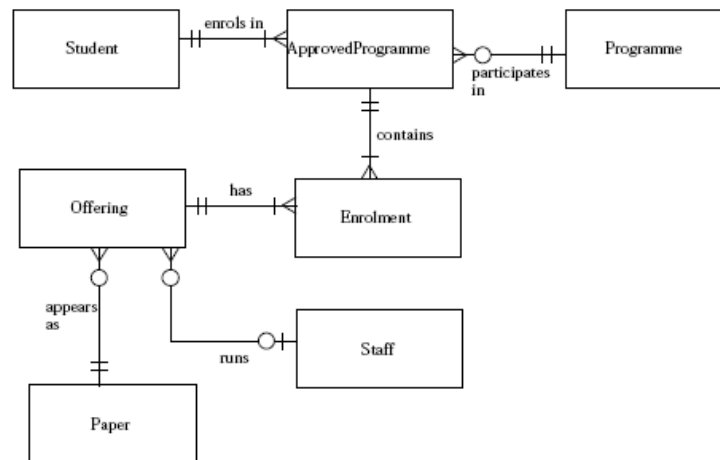 enrols in
Student
ApprovedProgramme
Programme
participates
in
contains
Offering
has
Enrolment
appears
as
runs
Staff
Paper